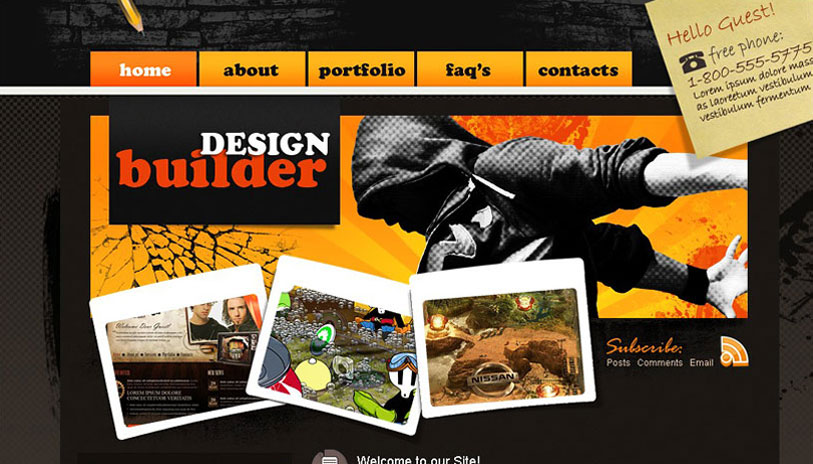 Hello Guest!
free phone:
1-800-555-5775
Lorem ipsum dolore mass
as laoreetum vestibulum
vestibulum fermentum
home
about
portfolio
faq's
contacts
DESIGN
builder
Welcome Dear Guest!
LOREM IPSUM DOLORE
CONSECTETUM VERITATIS
NISSAN
Subscribe:
Posts Comments Email
Welcome to our Site!